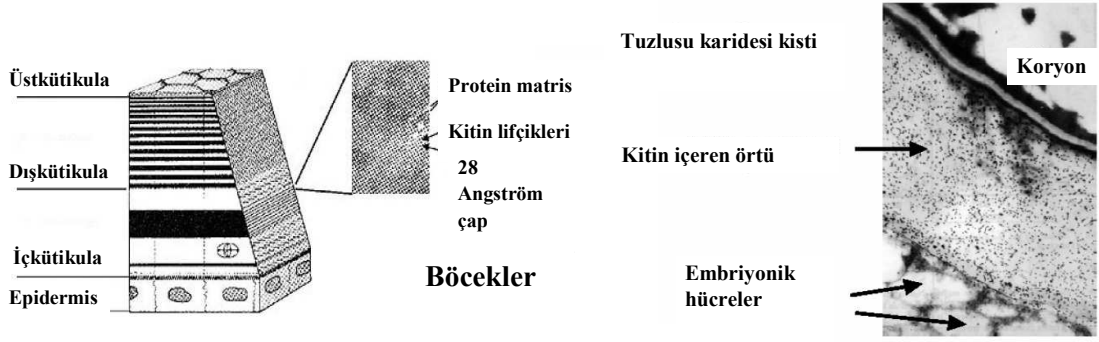 Üstkütikula
Dışkütikula
İçkütikula
Epidermis
Protein matris
Kitin lifçikleri
28
Angström
çap
Böcekler
Tuzlusu karidesi kisti
Koryon
Kitin içeren örtü
Embriyonik
hücreler